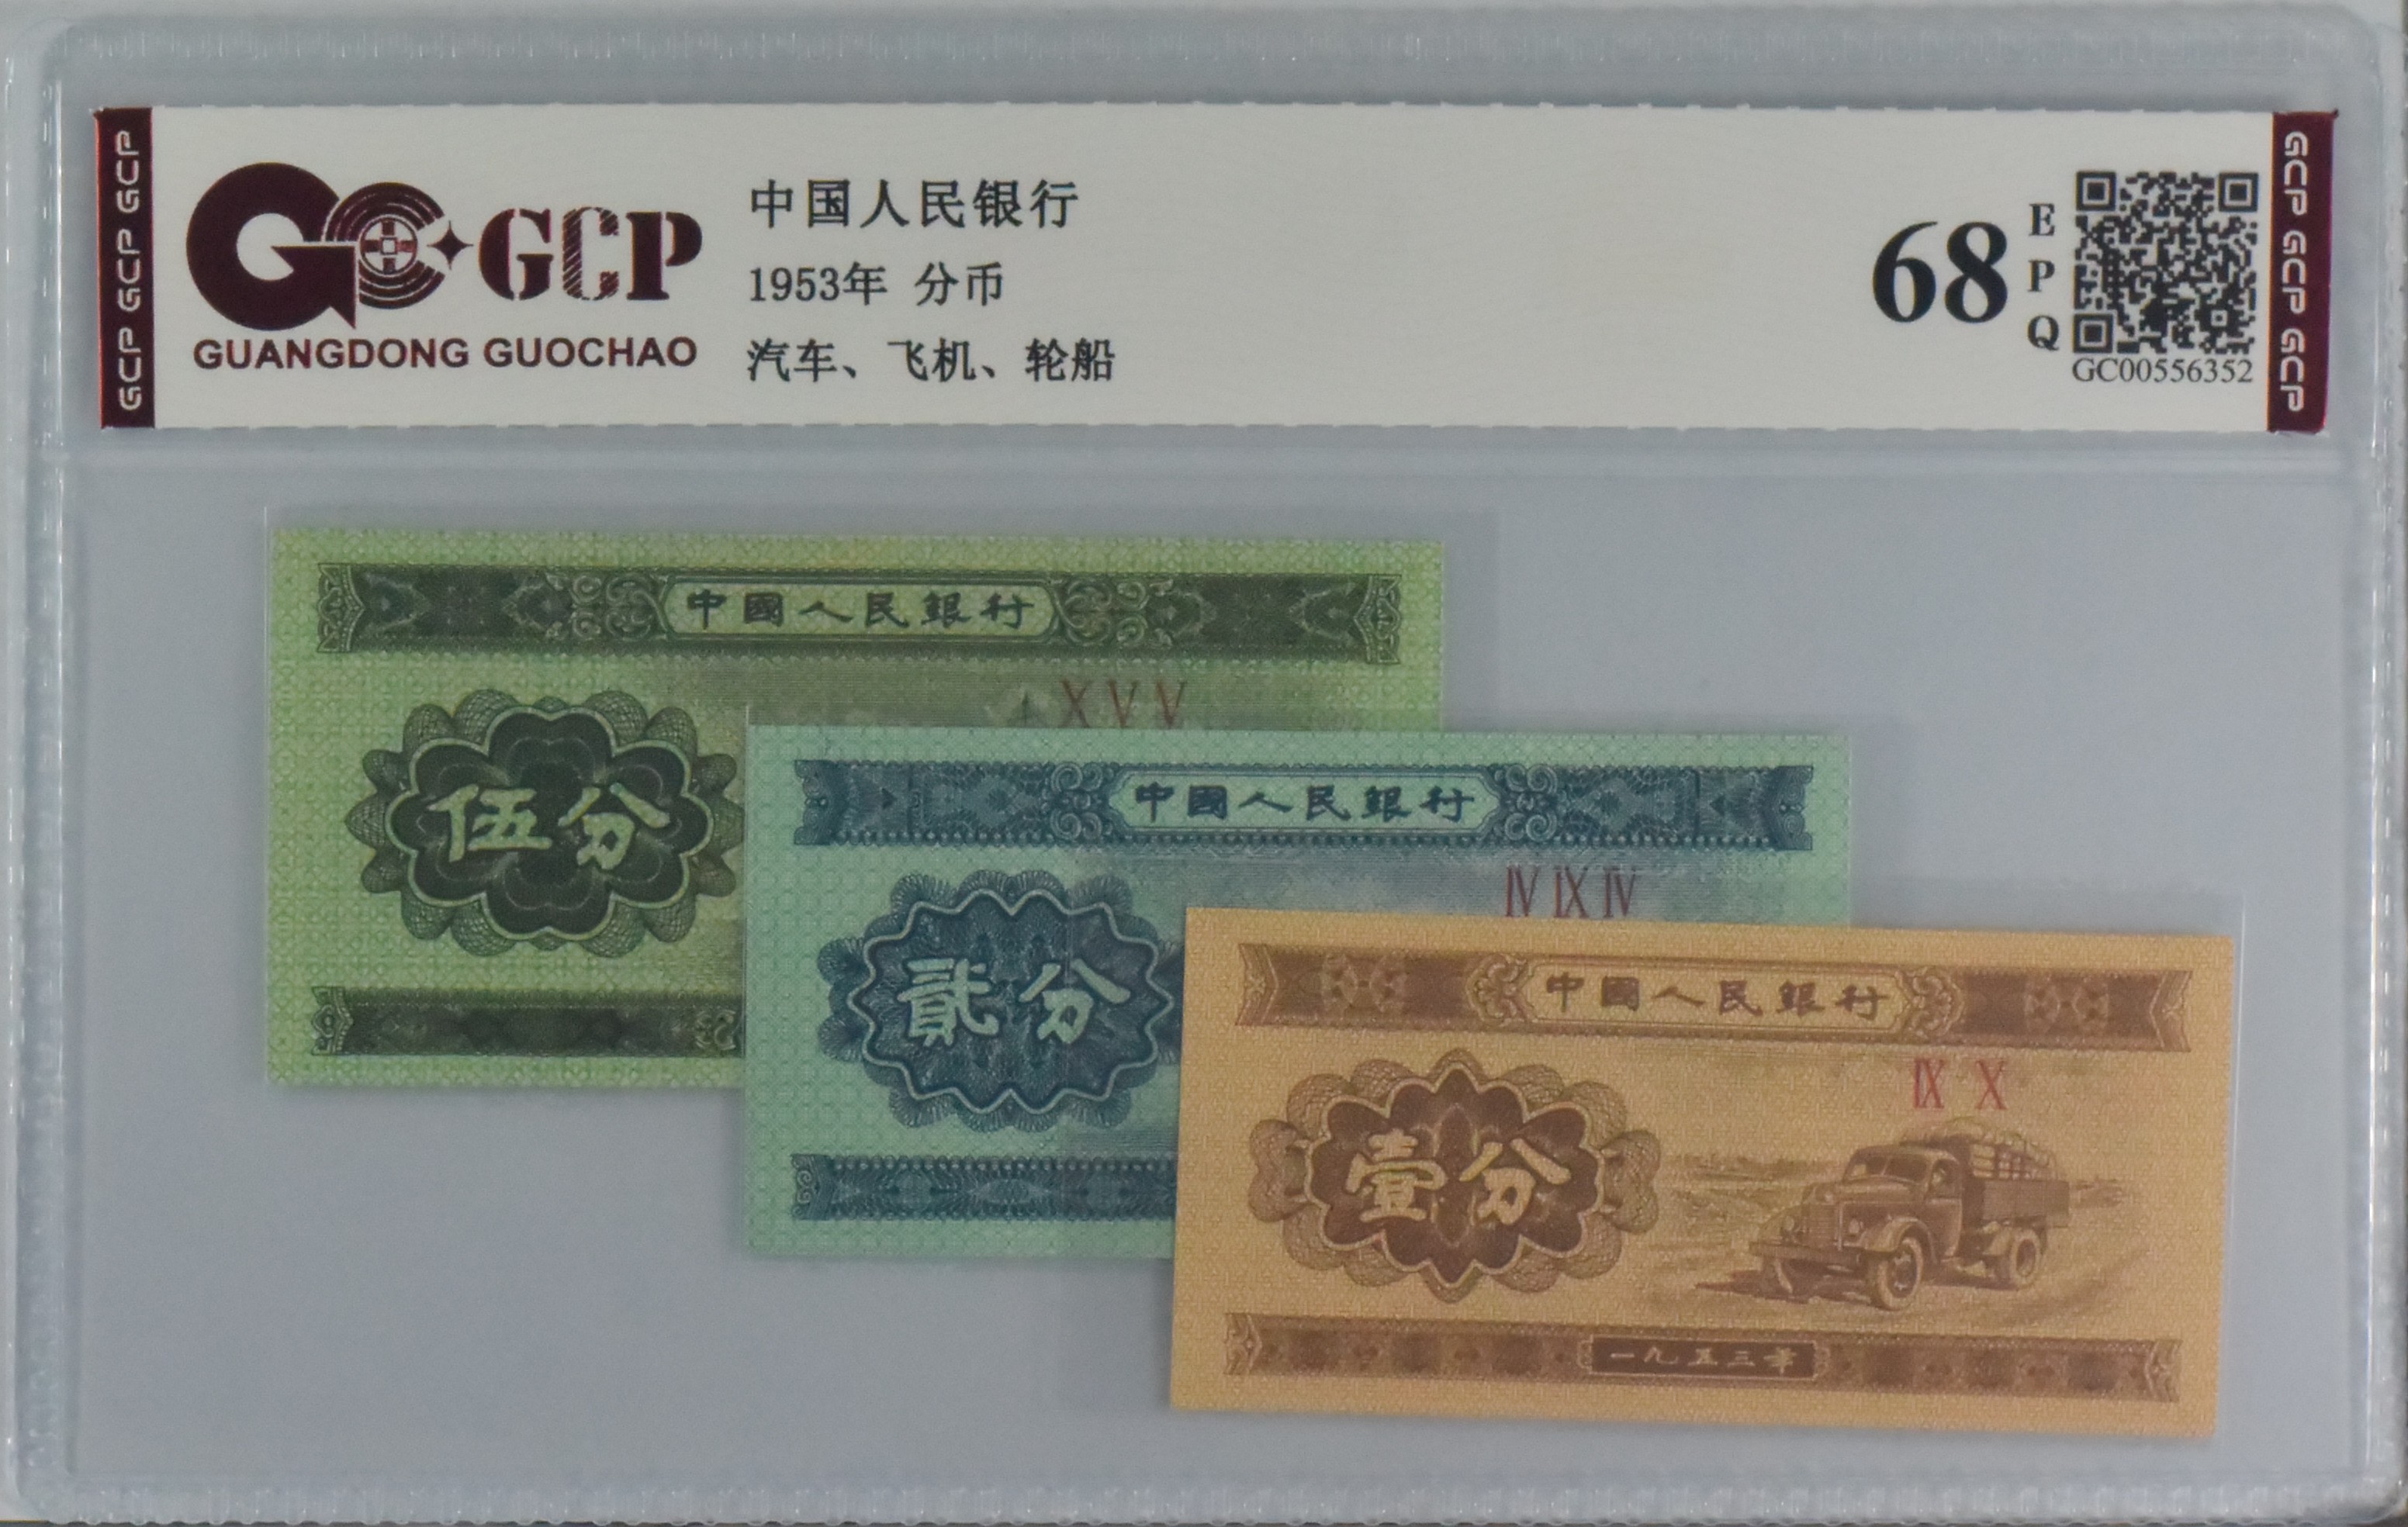 GCP GCP GCP
GCP
GUANGDONG GUOCHAO
中国人民银行
1953年 分币
汽车、飞机、轮船
68
EPQ
GC00556352
GCP GCP GCP
中國人民銀行
XVV
伍分
中國人民銀行
IV IX IV
貳分
中國人民銀行
IX X
壹分
一九五三年